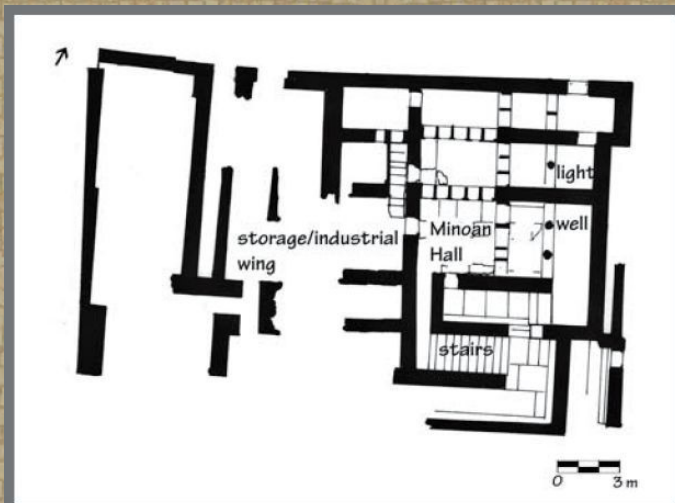 light
well
storage/industrial
wing
Minoan
Hall
stairs
0 3 m